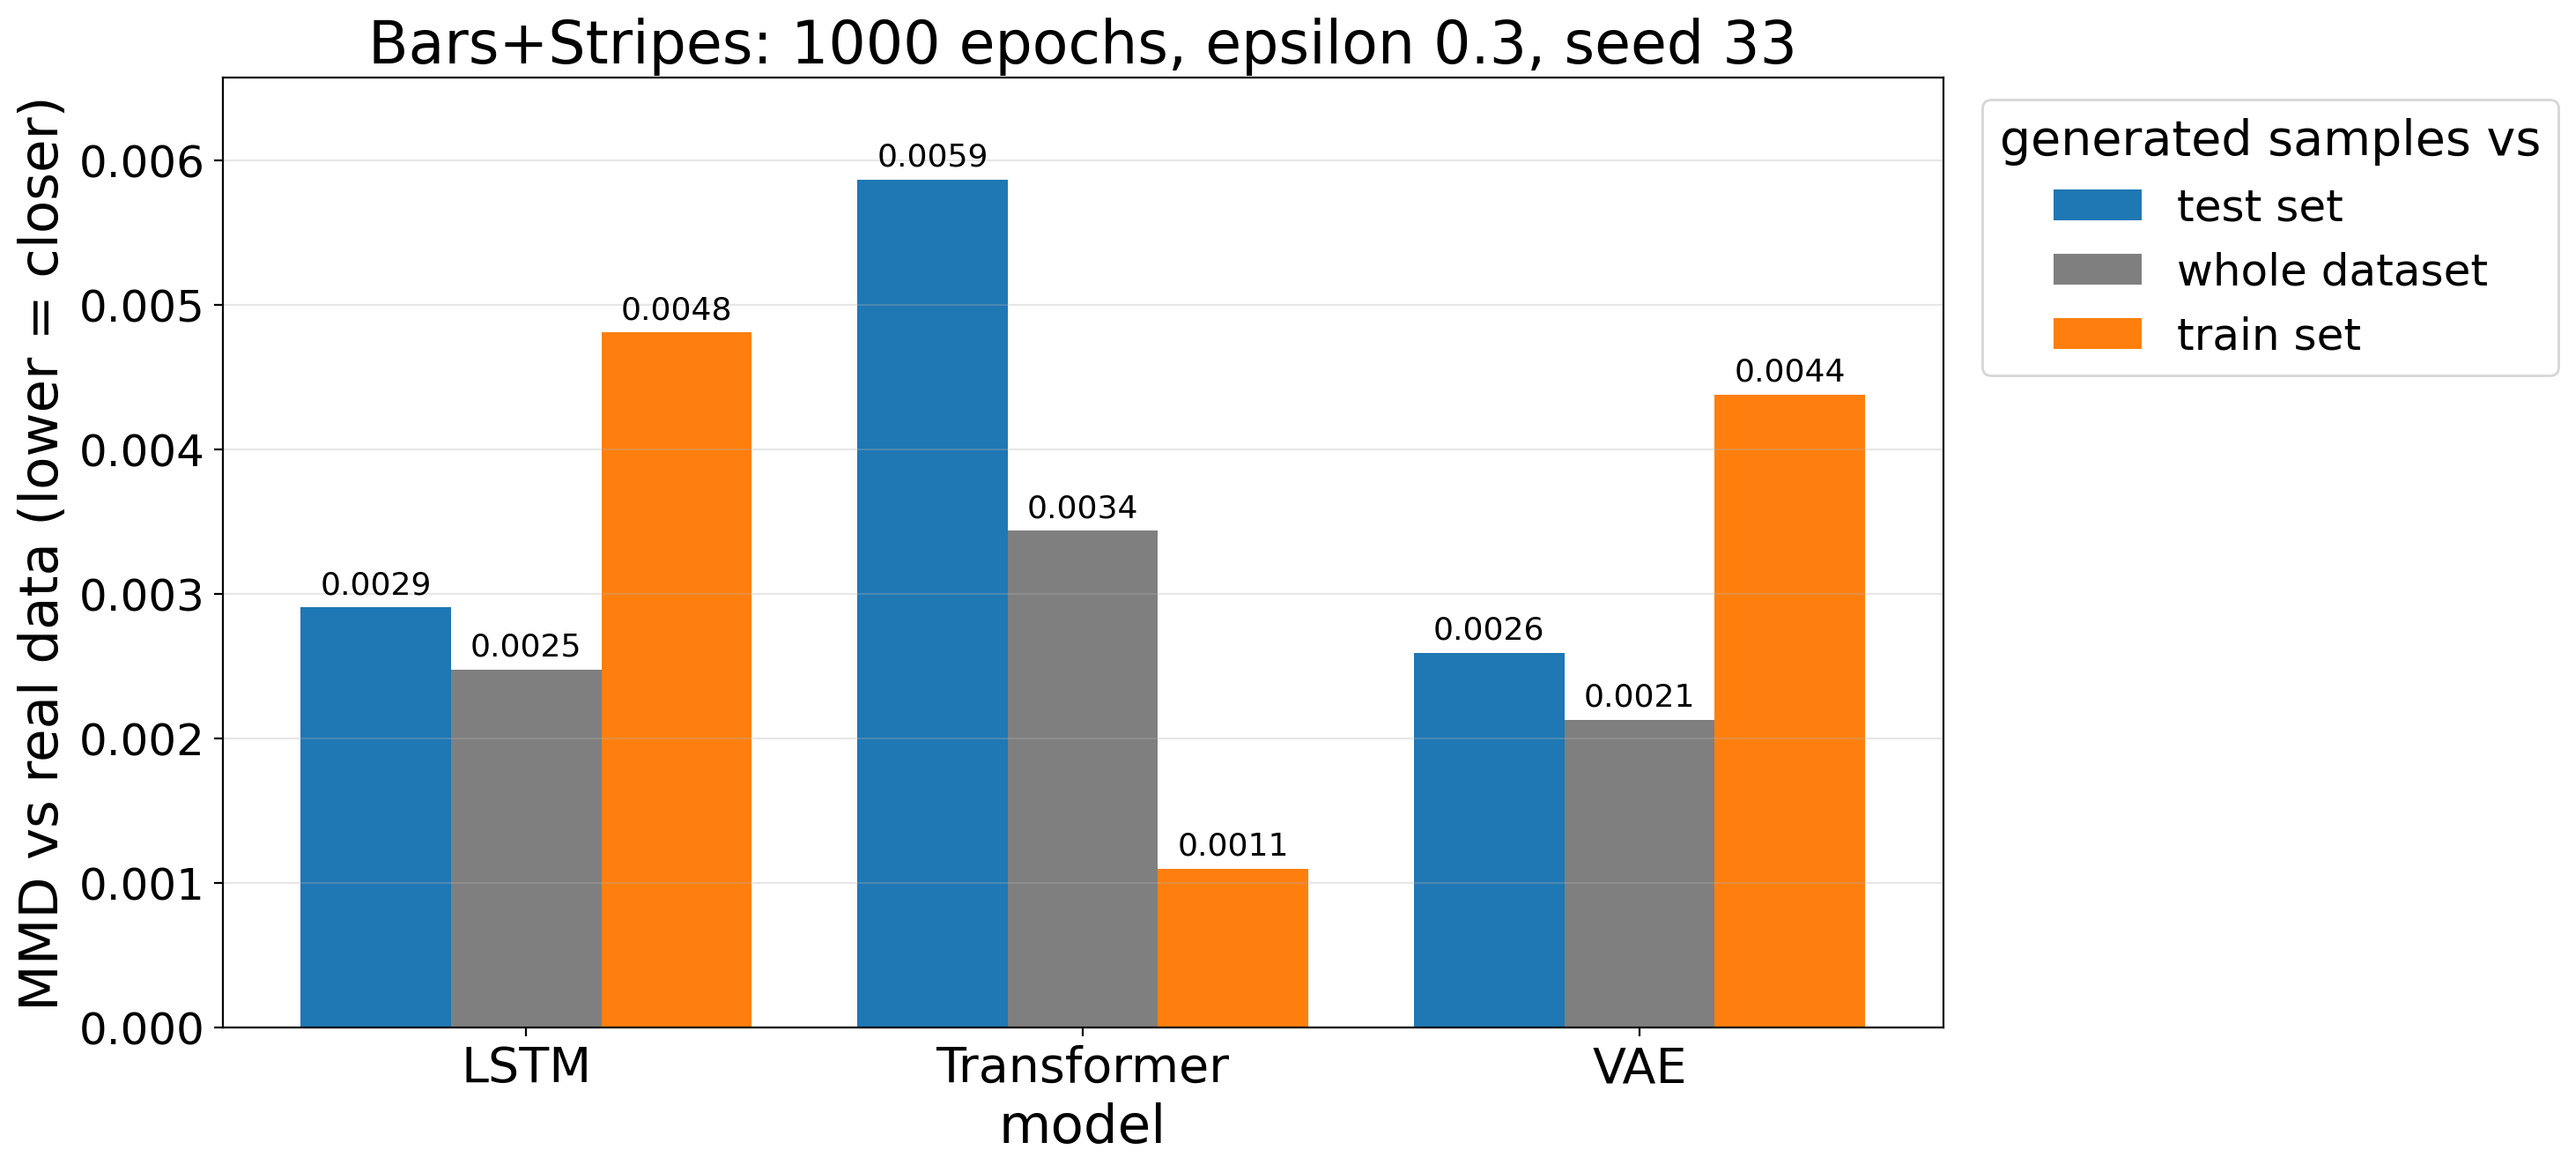 Bars+Stripes: 1000 epochs, epsilon 0.3, seed 33
MMD vs real data (lower = closer)
0.006
0.005
0.004
0.003
0.002
0.001
0.000
0.0029
0.0025
0.0048
0.0059
0.0034
0.0011
0.0026
0.0021
0.0044
LSTM
Transformer
VAE
model
generated samples vs
test set
whole dataset
train set